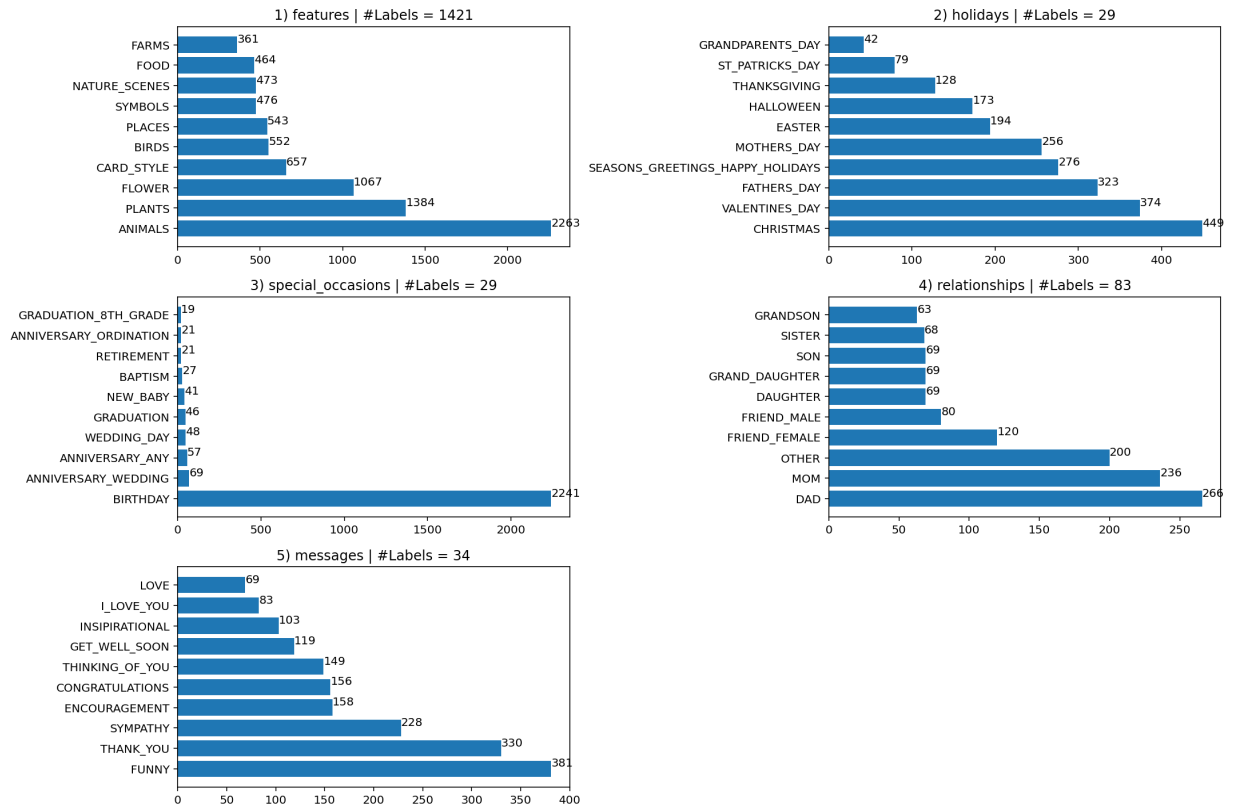 1) features | #Labels = 1421
FARMS 361
FOOD 464
NATURE_SCENES 473
SYMBOLS 476
PLACES 543
BIRDS 552
CARD_STYLE 657
FLOWER 1067
PLANTS 1384
ANIMALS 2263
0 500 1000 1500 2000
2) holidays | #Labels = 29
GRANDPARENTS_DAY 42
ST_PATRICKS_DAY 79
THANKSGIVING 128
HALLOWEEN 173
EASTER 194
MOTHERS_DAY 256
SEASONS_GREETINGS_HAPPY_HOLIDAYS 276
FATHERS_DAY 323
VALENTINES_DAY 374
CHRISTMAS 449
0 100 200 300 400
3) special_occasions | #Labels = 29
GRADUATION_8TH_GRADE 19
ANNIVERSARY_ORDINATION 21
RETIREMENT 21
BAPTISM 27
NEW_BABY 41
GRADUATION 46
WEDDING_DAY 48
ANNIVERSARY_ANY 57
ANNIVERSARY_WEDDING 69
BIRTHDAY 2241
0 500 1000 1500 2000
4) relationships | #Labels = 83
GRANDSON 63
SISTER 68
SON 69
GRAND_DAUGHTER 69
DAUGHTER 69
FRIEND_MALE 80
FRIEND_FEMALE 120
OTHER 200
MOM 236
DAD 266
0 50 100 150 200 250
5) messages | #Labels = 34
LOVE 69
I_LOVE_YOU 83
INSIPIRATIONAL 103
GET_WELL_SOON 119
THINKING_OF_YOU 149
CONGRATULATIONS 156
ENCOURAGEMENT 158
SYMPATHY 228
THANK_YOU 330
FUNNY 381
0 50 100 150 200 250 300 350 400